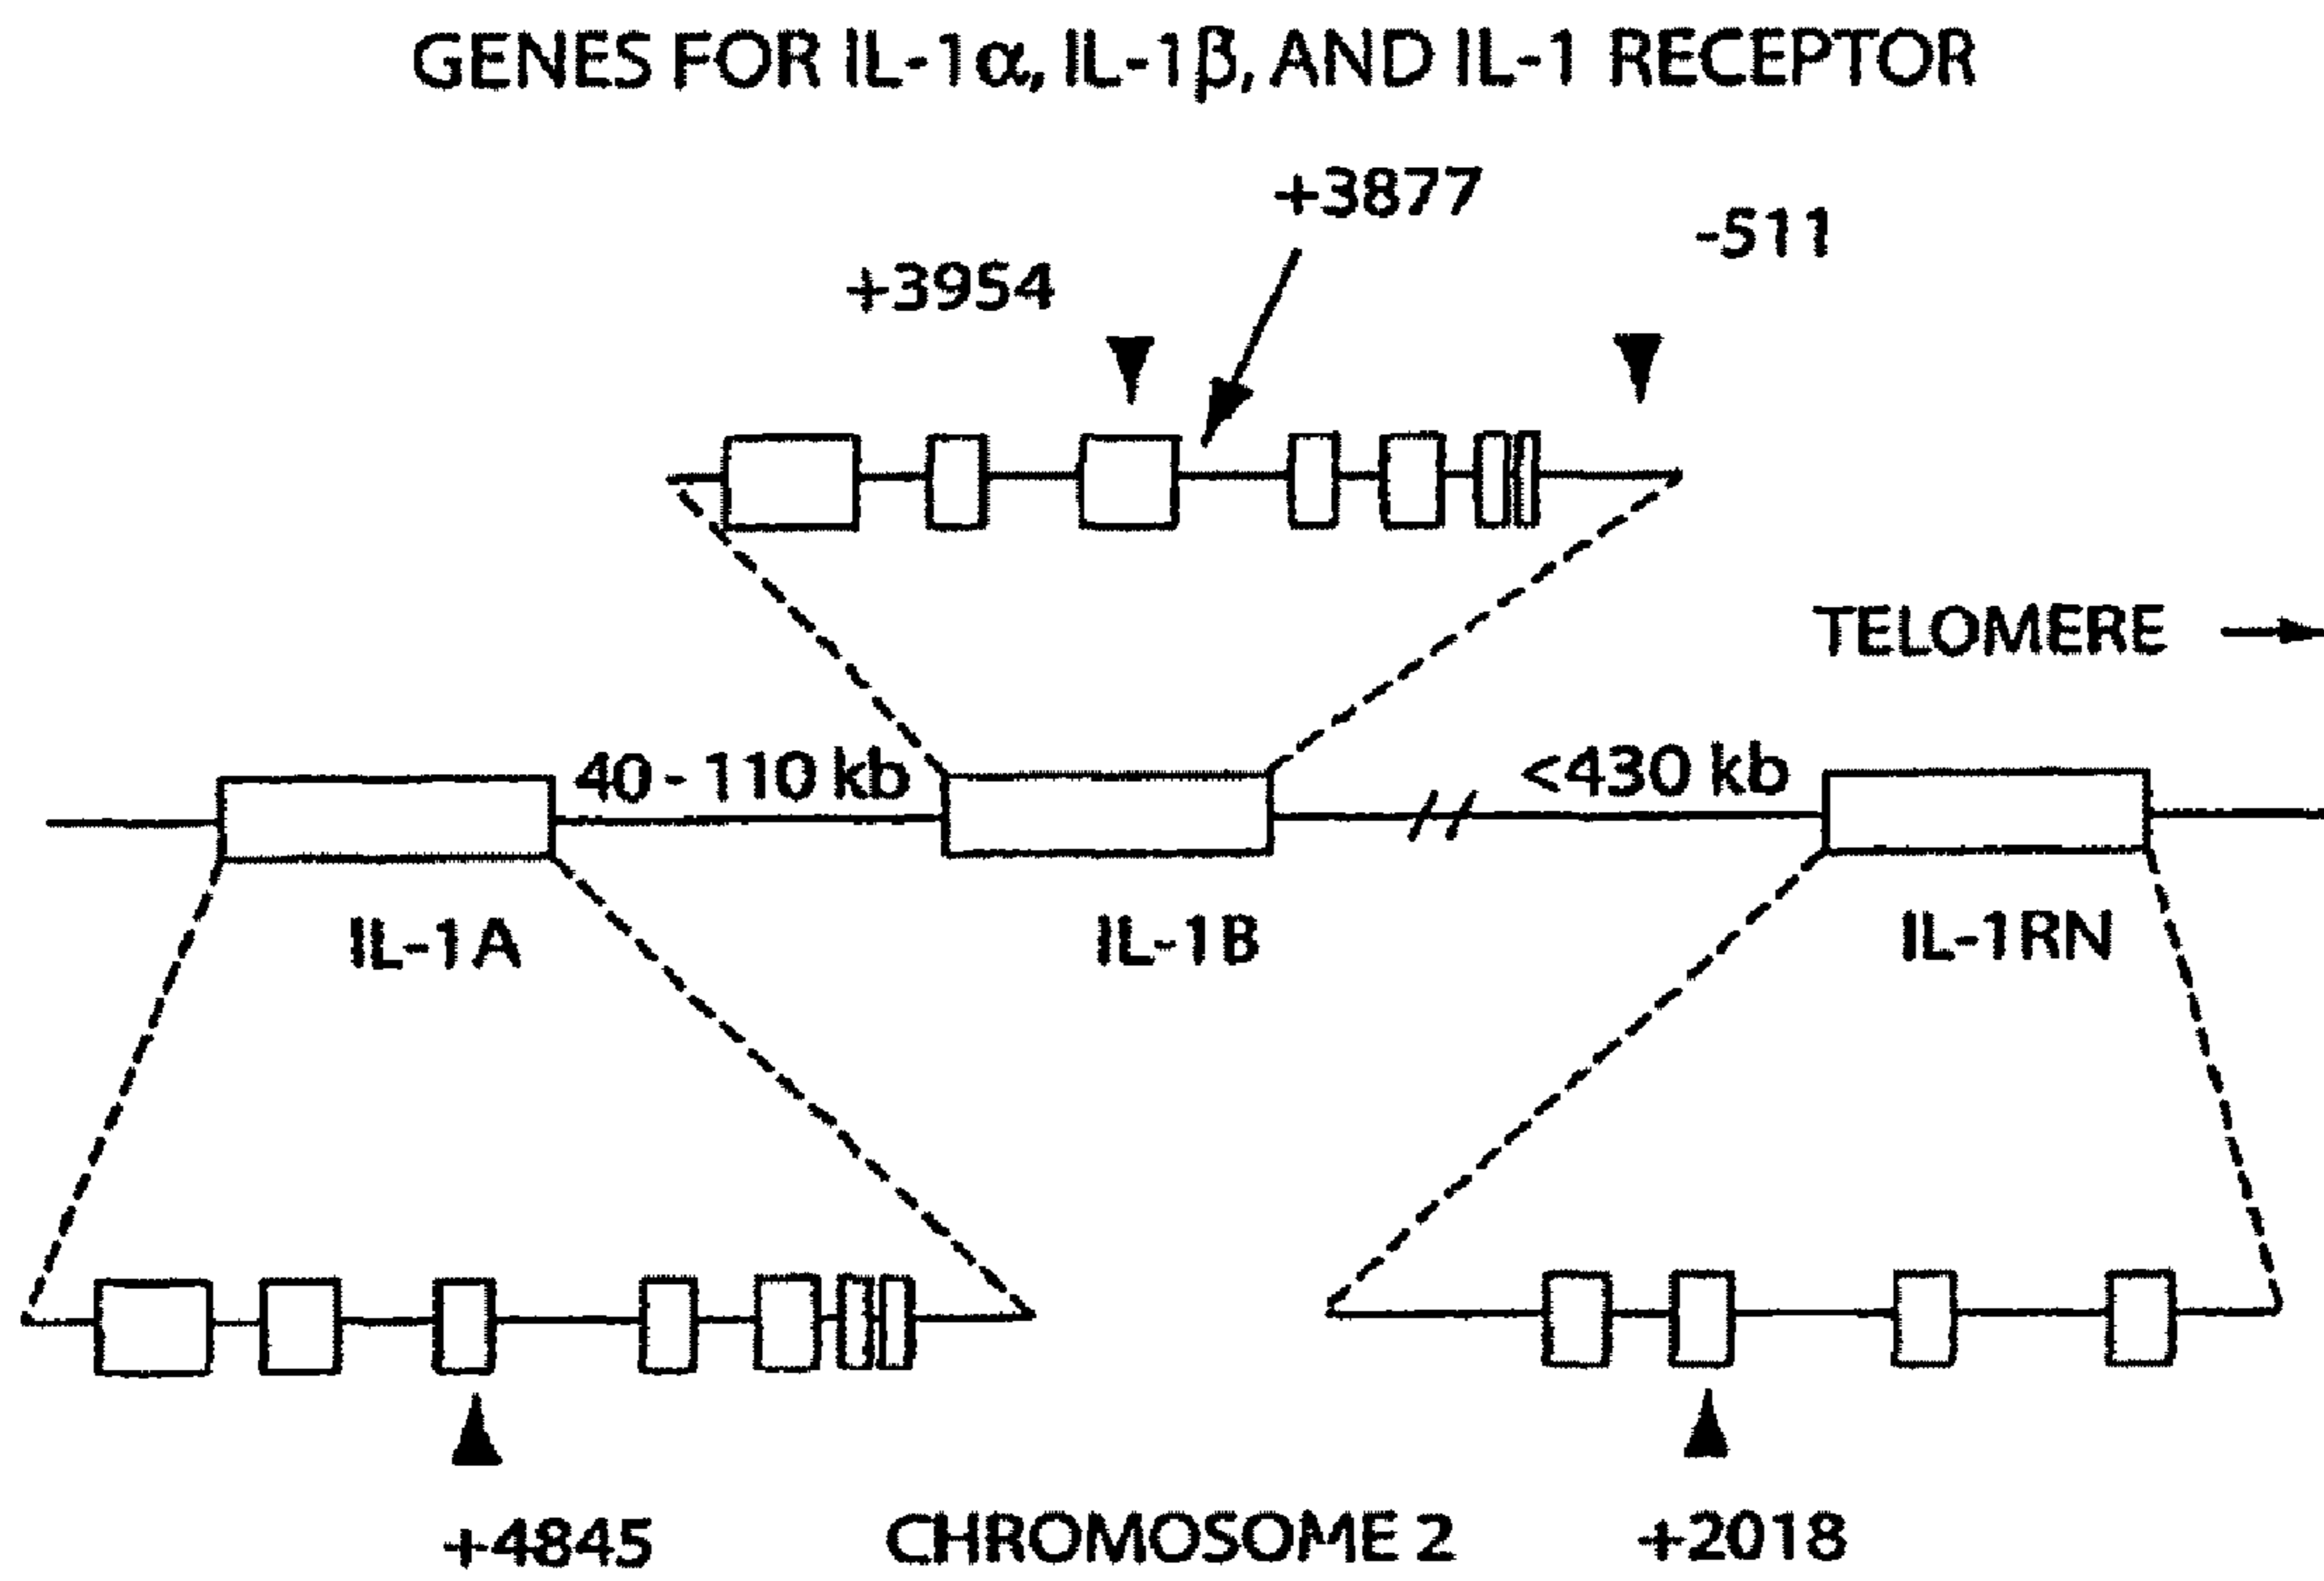 GENES FOR IL-1α, IL-1β, AND IL-1 RECEPTOR
+3877
-511
+3954
TELOMERE
40 - 110 kb
<430 kb
IL-1A
IL-1B
IL-1RN
+4845
CHROMOSOME 2
+2018